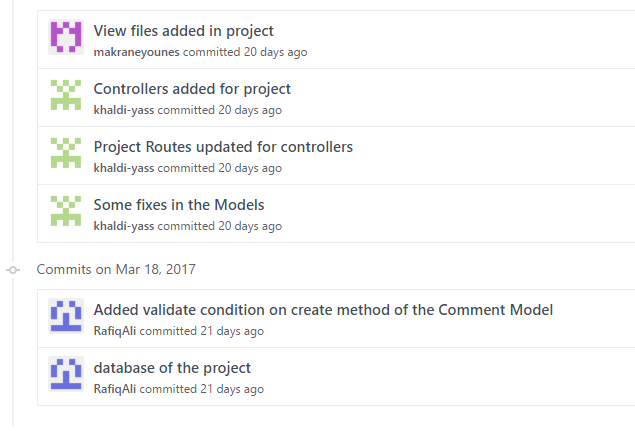 View files added in project
makraneyounes committed 20 days ago
Controllers added for project
khaldi-yass committed 20 days ago
Project Routes updated for controllers
khaldi-yass committed 20 days ago
Some fixes in the Models
khaldi-yass committed 20 days ago
Commits on Mar 18, 2017
Added validate condition on create method of the Comment Model
RafiqAli committed 21 days ago
database of the project
RafiqAli committed 21 days ago